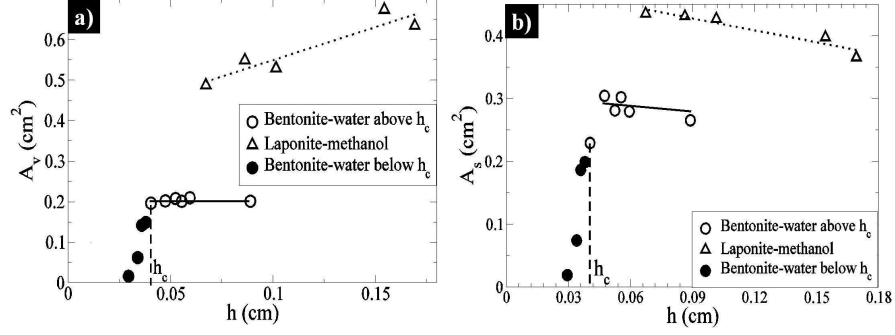 a)
A_v (cm^2)
0.6
0.5
0.4
0.3
0.2
0.1
0
Bentonite-water above h_c
Laponite-methanol
Bentonite-water below h_c
h_c
0
0.05
0.1
0.15
h (cm)
b)
A_s (cm^2)
0.4
0.3
0.2
0.1
0
Bentonite-water above h_c
Laponite-methanol
Bentonite-water below h_c
h_c
0
0.03
0.06
0.09
0.12
0.15
0.18
h (cm)